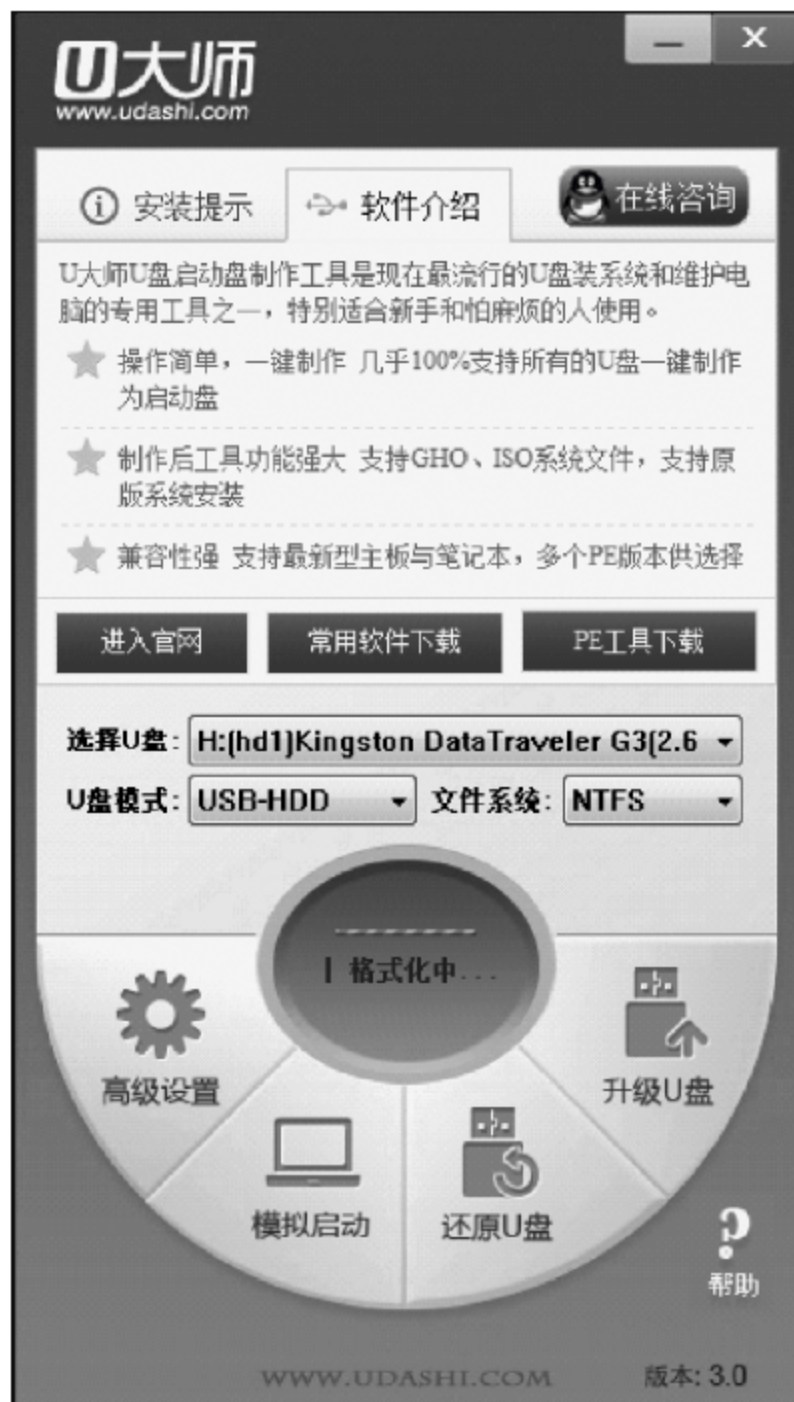 U大师
www.udashi.com
安装提示
软件介绍
在线咨询
U大师U盘启动盘制作工具是现在最流行的U盘装系统和维护电
脑的专用工具之一，特别适合新手和怕麻烦的人使用。
操作简单，一键制作 几乎100%支持所有的U盘一键制作
为启动盘
制作后工具功能强大 支持GHO、ISO系统文件，支持原
版系统安装
兼容性强 支持最新型主板与笔记本，多个PE版本供选择
进入官网
常用软件下载
PE工具下载
选择U盘: H:(hd1)Kingston DataTraveler G3(2.6
U盘模式: USB-HDD 文件系统: NTFS
格式化中...
高级设置
升级U盘
模拟启动
还原U盘
?
帮助
WWW.UDASHI.COM
版本: 3.0